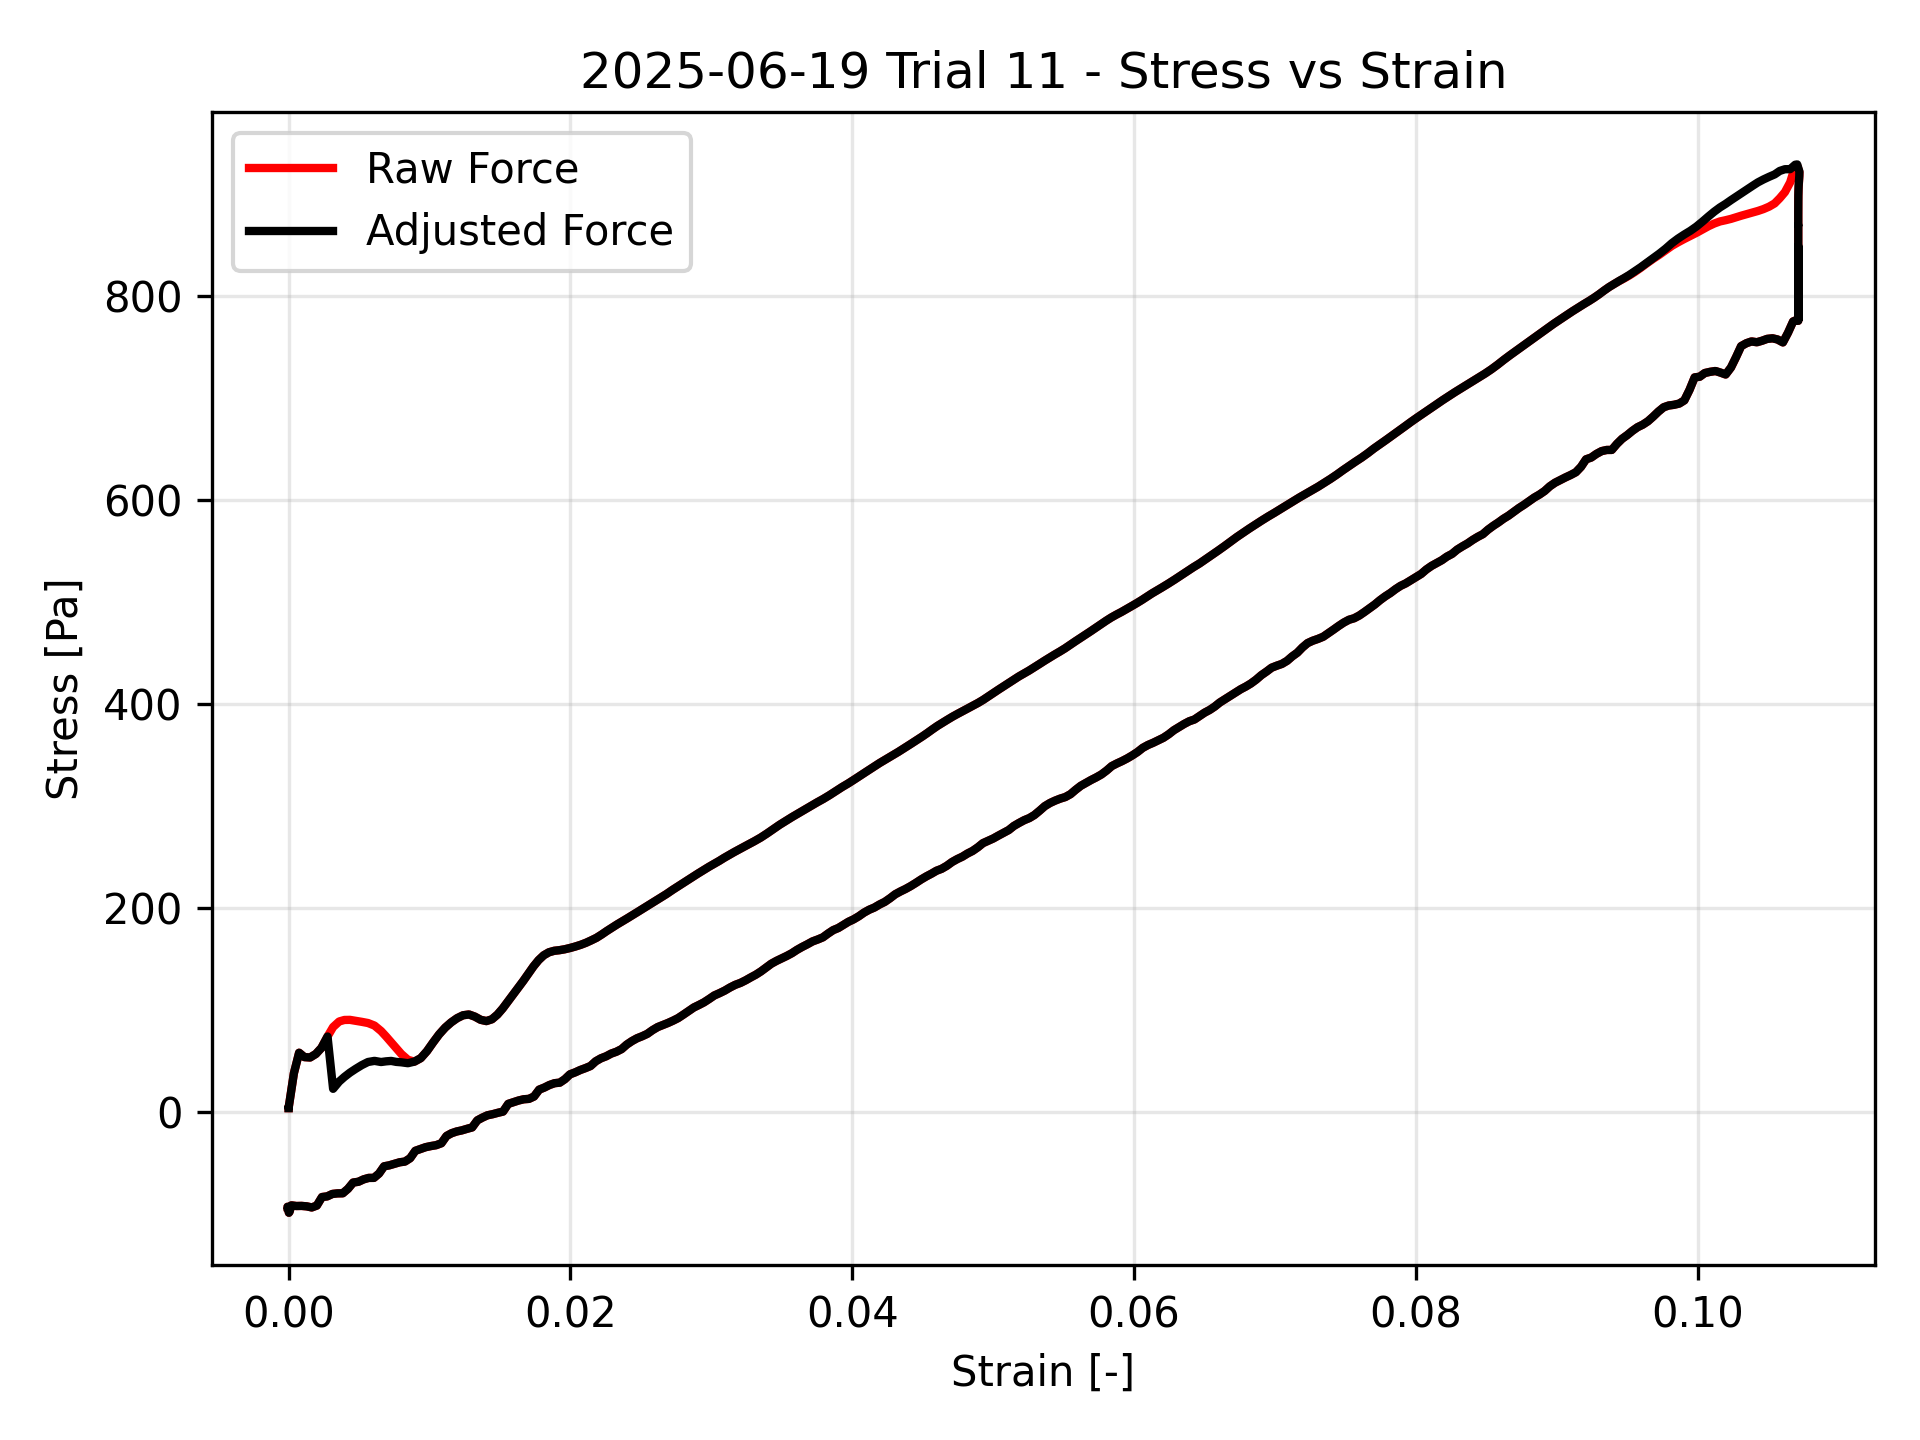 2025-06-19 Trial 11 - Stress vs Strain
Raw Force
Adjusted Force
800
600
400
200
0
Stress [Pa]
0.00
0.02
0.04
0.06
0.08
0.10
Strain [-]